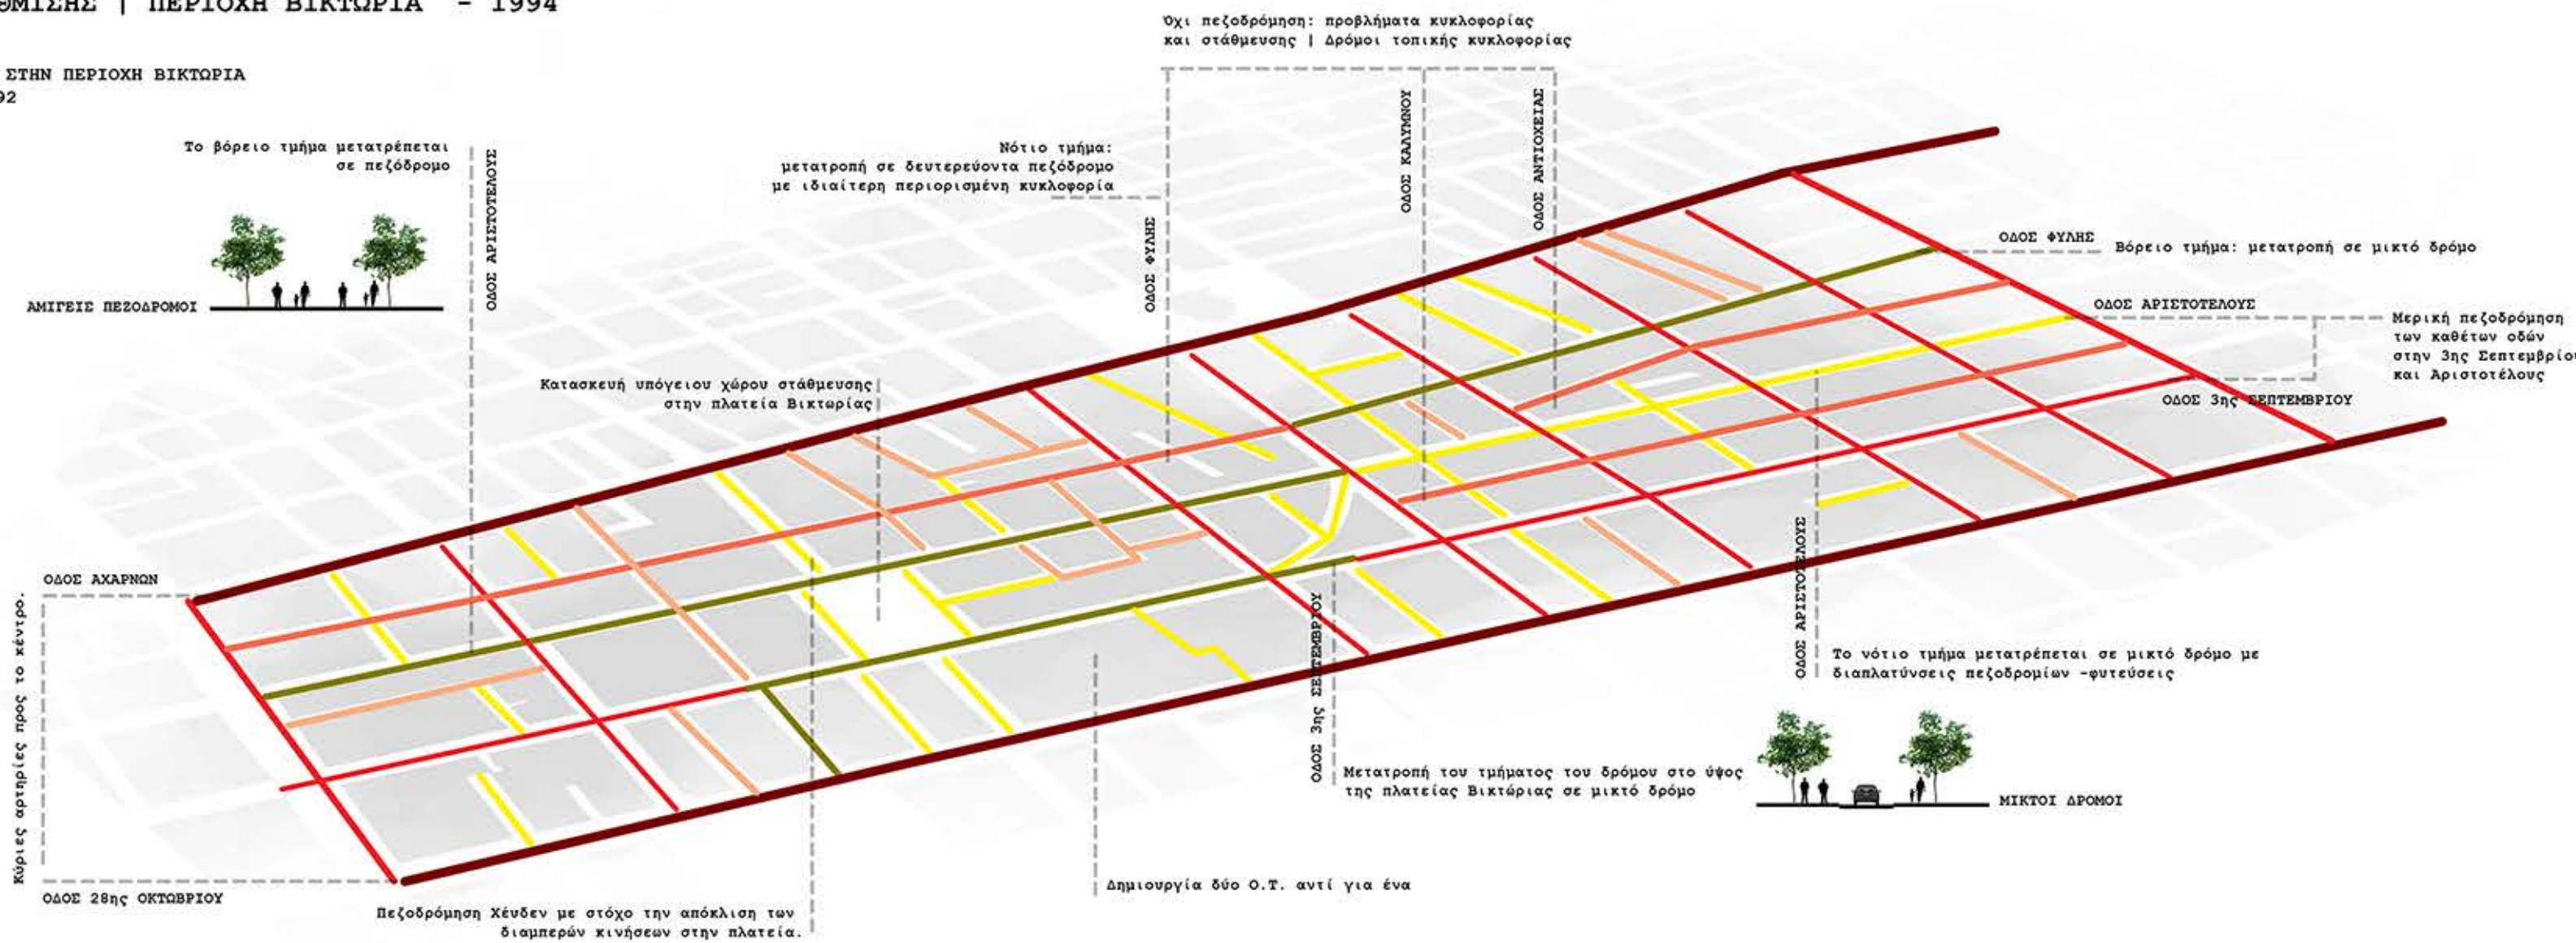 ΘΜΙΣΗΣ | ΠΕΡΙΟΧΗ ΒΙΚΤΩΡΙΑ - 1994
ΣΤΗΝ ΠΕΡΙΟΧΗ ΒΙΚΤΩΡΙΑ
92
Όχι πεζοδρόμηση: προβλήματα κυκλοφορίας
και στάθμευσης | Δρόμοι τοπικής κυκλοφορίας
Το βόρειο τμήμα μετατρέπεται
σε πεζόδρομο
ΟΔΟΣ ΑΡΙΣΤΟΤΕΛΟΥΣ
ΑΜΙΓΕΙΣ ΠΕΖΟΔΡΟΜΟΙ
Νότιο τμήμα:
μετατροπή σε δευτερεύοντα πεζόδρομο
με ιδιαίτερη περιορισμένη κυκλοφορία
ΟΔΟΣ ΦΥΛΗΣ
ΟΔΟΣ ΚΑΛΥΜΝΟΥ
ΟΔΟΣ ΑΝΤΙΟΧΕΙΑΣ
ΟΔΟΣ ΦΥΛΗΣ
Βόρειο τμήμα: μετατροπή σε μικτό δρόμο
ΟΔΟΣ ΑΡΙΣΤΟΤΕΛΟΥΣ
Μερική πεζοδρόμηση
των καθέτων οδών
στην 3ης Σεπτεμβρίου
και Αριστοτέλους
ΟΔΟΣ 3ης ΣΕΠΤΕΜΒΡΙΟΥ
Κατασκευή υπόγειου χώρου στάθμευσης
στην πλατεία Βικτωρίας
ΟΔΟΣ ΑΧΑΡΝΩΝ
Κύριες αρτηρίες προς το κέντρο.
ΟΔΟΣ 28ης ΟΚΤΩΒΡΙΟΥ
ΟΔΟΣ ΑΡΙΣΤΟΤΕΛΟΥΣ
Το νότιο τμήμα μετατρέπεται σε μικτό δρόμο με
διαπλατύνσεις πεζοδρομίων -φυτεύσεις
ΟΔΟΣ 3ης ΣΕΠΤΕΜΒΡΙΟΥ
Μετατροπή του τμήματος του δρόμου στο ύψος
της πλατείας Βικτώριας σε μικτό δρόμο
ΜΙΚΤΟΙ ΔΡΟΜΟΙ
Δημιουργία δύο Ο.Τ. αντί για ένα
Πεζοδρόμηση Χέυδεν με στόχο την απόκλιση των
διαμπερών κινήσεων στην πλατεία.